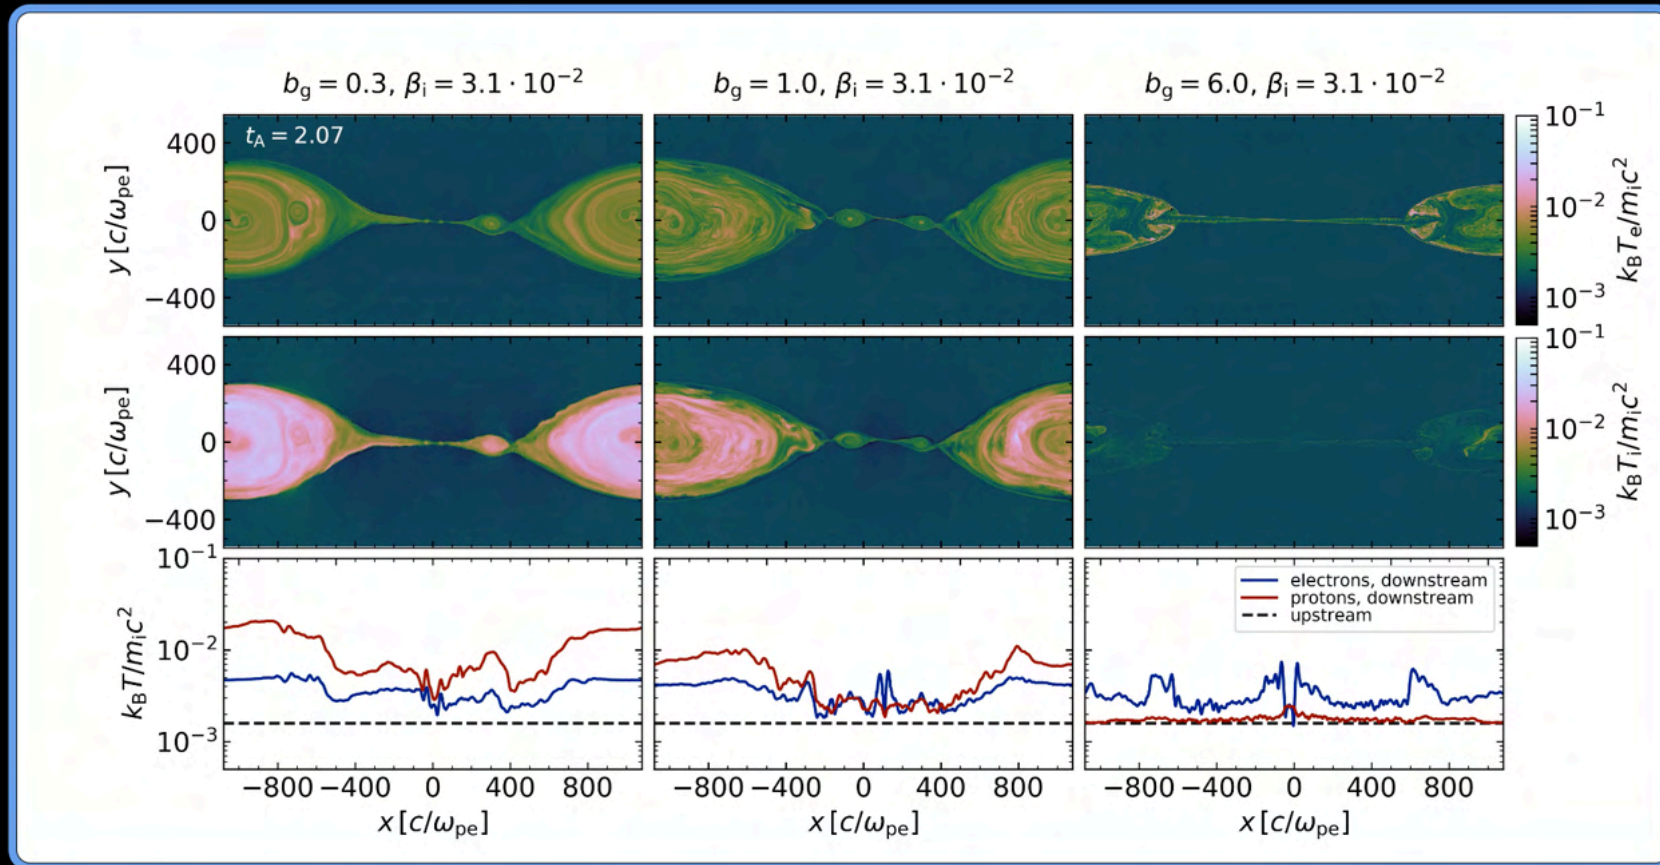 b_g = 0.3, β_i = 3.1 · 10^−2
b_g = 1.0, β_i = 3.1 · 10^−2
b_g = 6.0, β_i = 3.1 · 10^−2
t_A = 2.07
400
0
−400
y [c/ω_pe]
10^−1
10^−2
10^−3
k_B T_e/m_i c^2
400
0
−400
y [c/ω_pe]
10^−1
10^−2
10^−3
k_B T_i/m_i c^2
10^−1
10^−2
10^−3
k_B T/m_i c^2
electrons, downstream
protons, downstream
upstream
−800 −400 0 400 800
−800 −400 0 400 800
−800 −400 0 400 800
x [c/ω_pe]
x [c/ω_pe]
x [c/ω_pe]